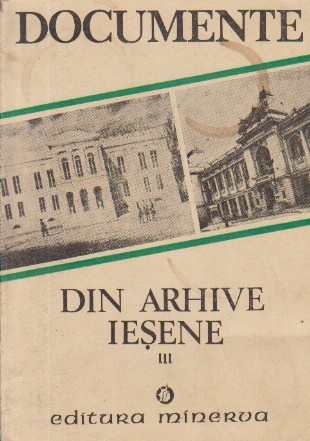 DOCUMENTE
DIN ARHIVE
IEȘENE
III
editura minerva